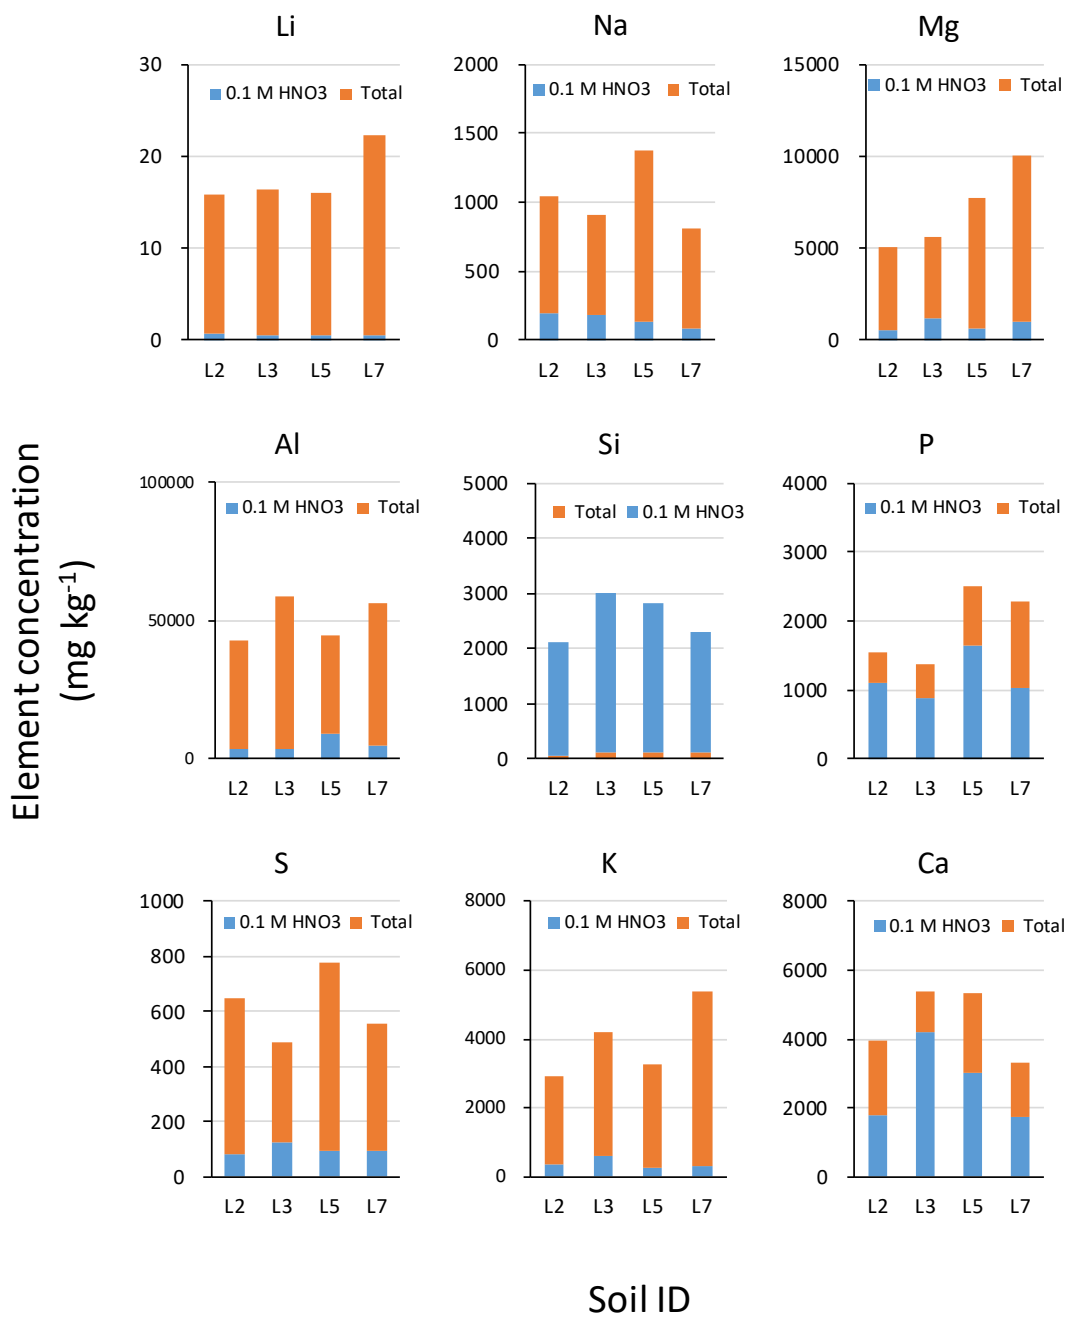 Li
30
20
10
0
0.1 M HNO3 Total
L2 L3 L5 L7
Na
2000
1500
1000
500
0
0.1 M HNO3 Total
L2 L3 L5 L7
Mg
15000
10000
5000
0
0.1 M HNO3 Total
L2 L3 L5 L7
Element concentration
(mg kg-1)
Al
100000
50000
0
0.1 M HNO3 Total
L2 L3 L5 L7
Si
5000
4000
3000
2000
1000
0
Total 0.1 M HNO3
L2 L3 L5 L7
P
4000
3000
2000
1000
0
0.1 M HNO3 Total
L2 L3 L5 L7
S
1000
800
600
400
200
0
0.1 M HNO3 Total
L2 L3 L5 L7
K
8000
6000
4000
2000
0
0.1 M HNO3 Total
L2 L3 L5 L7
Ca
8000
6000
4000
2000
0
0.1 M HNO3 Total
L2 L3 L5 L7
Soil ID